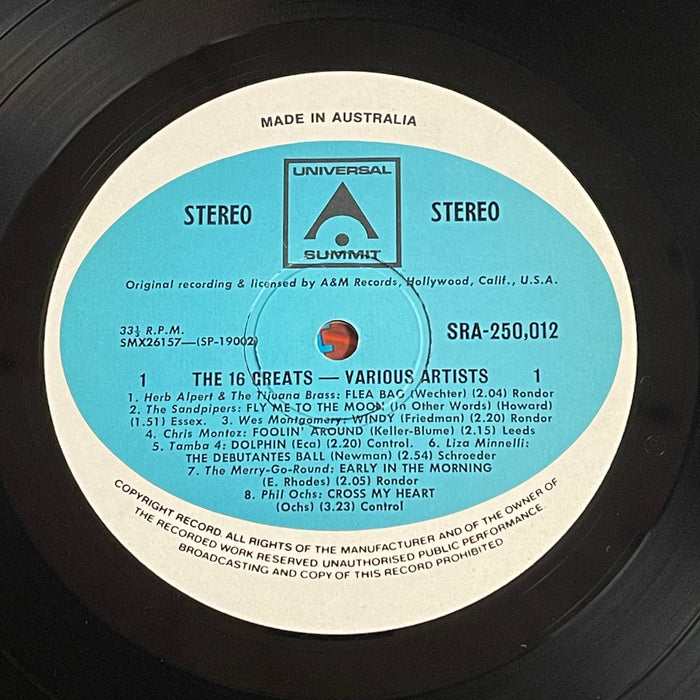 MADE IN AUSTRALIA
UNIVERSAL
SUMMIT
STEREO
STEREO
Original recording & licensed by A&M Records, Hollywood, Calif., U.S.A.
33⅓ R.P.M.
SMX26157—(SP-19002)
SRA-250,012
1 THE 16 GREATS — VARIOUS ARTISTS 1
1. Herb Alpert & The Tijuana Brass: FLEA BAG (Wechter) (2.04) Rondor
2. The Sandpipers: FLY ME TO THE MOON (In Other Words) (Howard)
(1.51) Essex. 3. Wes Montgomery: WINDY (Friedman) (2.20) Rondor
4. Chris Montez: FOOLIN' AROUND (Keller-Blume) (2.15) Leeds
5. Tamba 4: DOLPHIN (Eca) (2.20) Control. 6. Liza Minnelli:
THE DEBUTANTES BALL (Newman) (2.54) Schroeder
7. The Merry-Go-Round: EARLY IN THE MORNING
(E. Rhodes) (2.05) Rondor
8. Phil Ochs: CROSS MY HEART
(Ochs) (3.23) Control
COPYRIGHT RECORD. ALL RIGHTS OF THE MANUFACTURER AND OF THE OWNER OF
THE RECORDED WORK RESERVED UNAUTHORISED PUBLIC PERFORMANCE.
BROADCASTING AND COPY OF THIS RECORD PROHIBITED